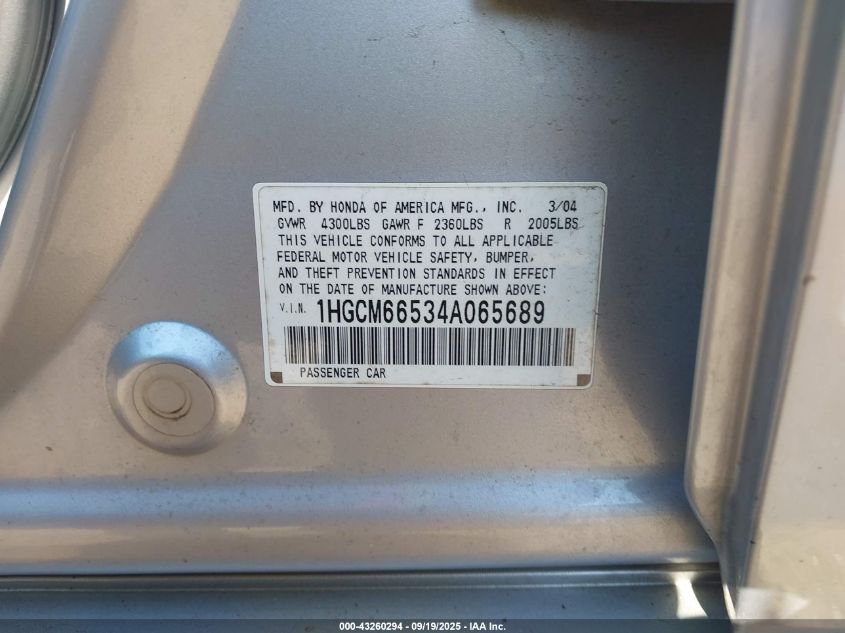 MFD. BY HONDA OF AMERICA MFG., INC. 3/04
GVWR 4300LBS GAWR F 2360LBS R 2005LBS
THIS VEHICLE CONFORMS TO ALL APPLICABLE
FEDERAL MOTOR VEHICLE SAFETY, BUMPER,
AND THEFT PREVENTION STANDARDS IN EFFECT
ON THE DATE OF MANUFACTURE SHOWN ABOVE:
V.I.N. 1HGCM66534A065689
PASSENGER CAR
000-43260294 - 09/19/2025 - IAA Inc.